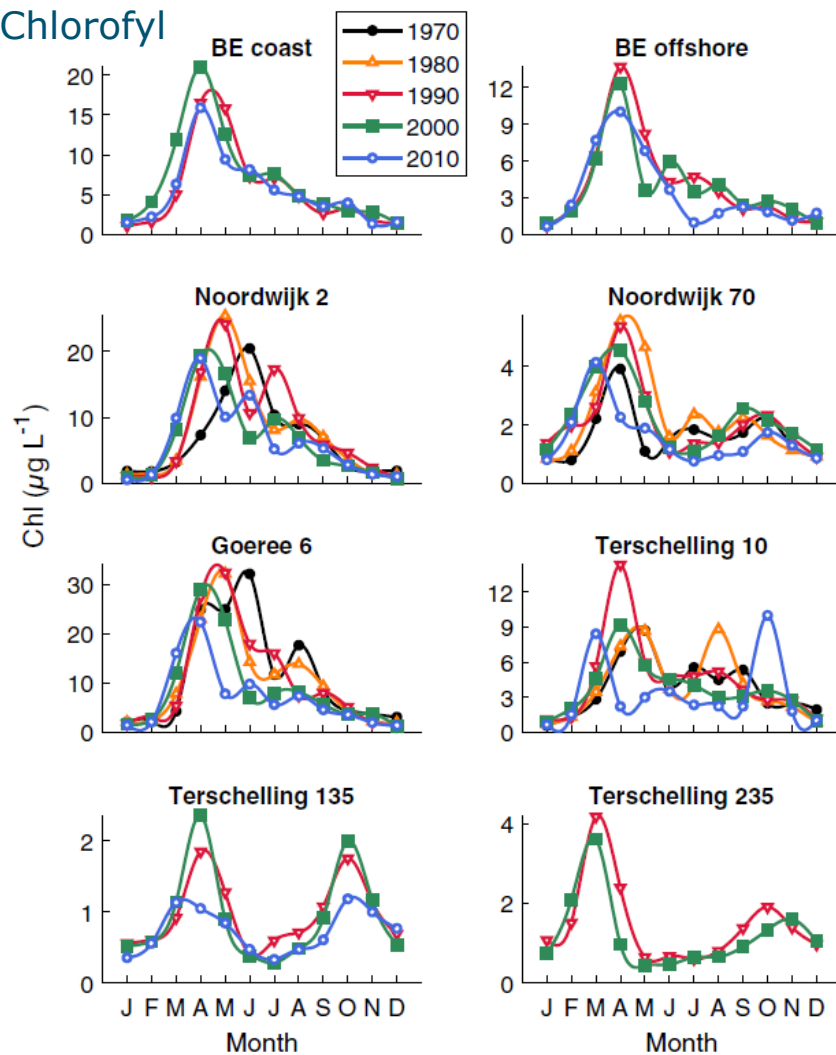 Chlorofyl
1970
1980
1990
2000
2010
BE coast
20
15
10
5
0
BE offshore
12
9
6
3
0
Noordwijk 2
20
10
0
Noordwijk 70
4
2
0
Chl (µg L⁻¹)
Goeree 6
30
20
10
0
Terschelling 10
12
9
6
3
0
Terschelling 135
2
1
0
J F M A M J J A S O N D
Month
Terschelling 235
4
2
0
J F M A M J J A S O N D
Month